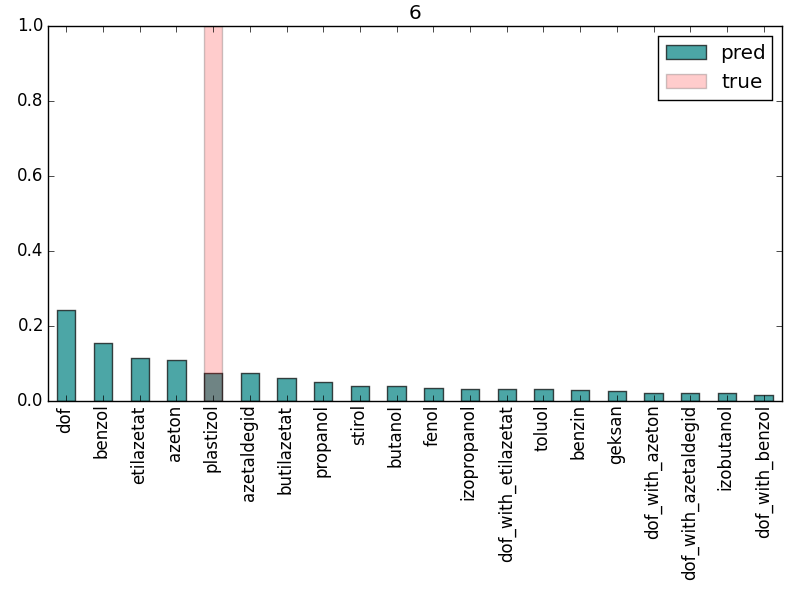 6
1.0
0.8
0.6
0.4
0.2
0.0
pred
true
dof
benzol
etilazetat
azeton
plastizol
azetaldegid
butilazetat
propanol
stirol
butanol
fenol
izopropanol
dof_with_etilazetat
toluol
benzin
geksan
dof_with_azeton
dof_with_azetaldegid
izobutanol
dof_with_benzol